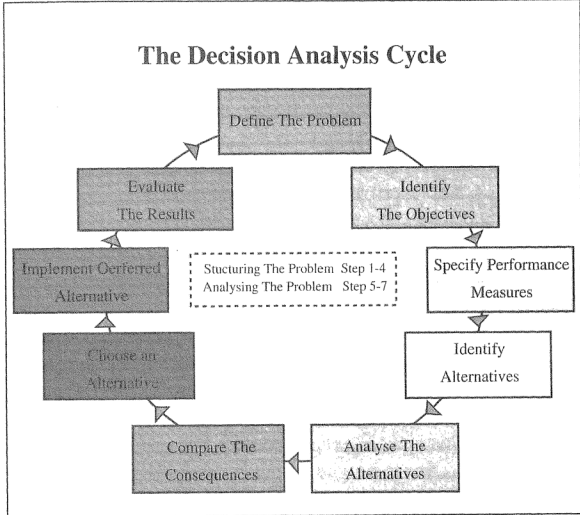 The Decision Analysis Cycle
Define The Problem
Identify
The Objectives
Specify Performance
Measures
Identify
Alternatives
Analyse The
Alternatives
Compare The
Consequences
Choose an
Alternative
Implement Oerferred
Alternative
Evaluate
The Results
Stucturing The Problem Step 1-4
Analysing The Problem Step 5-7